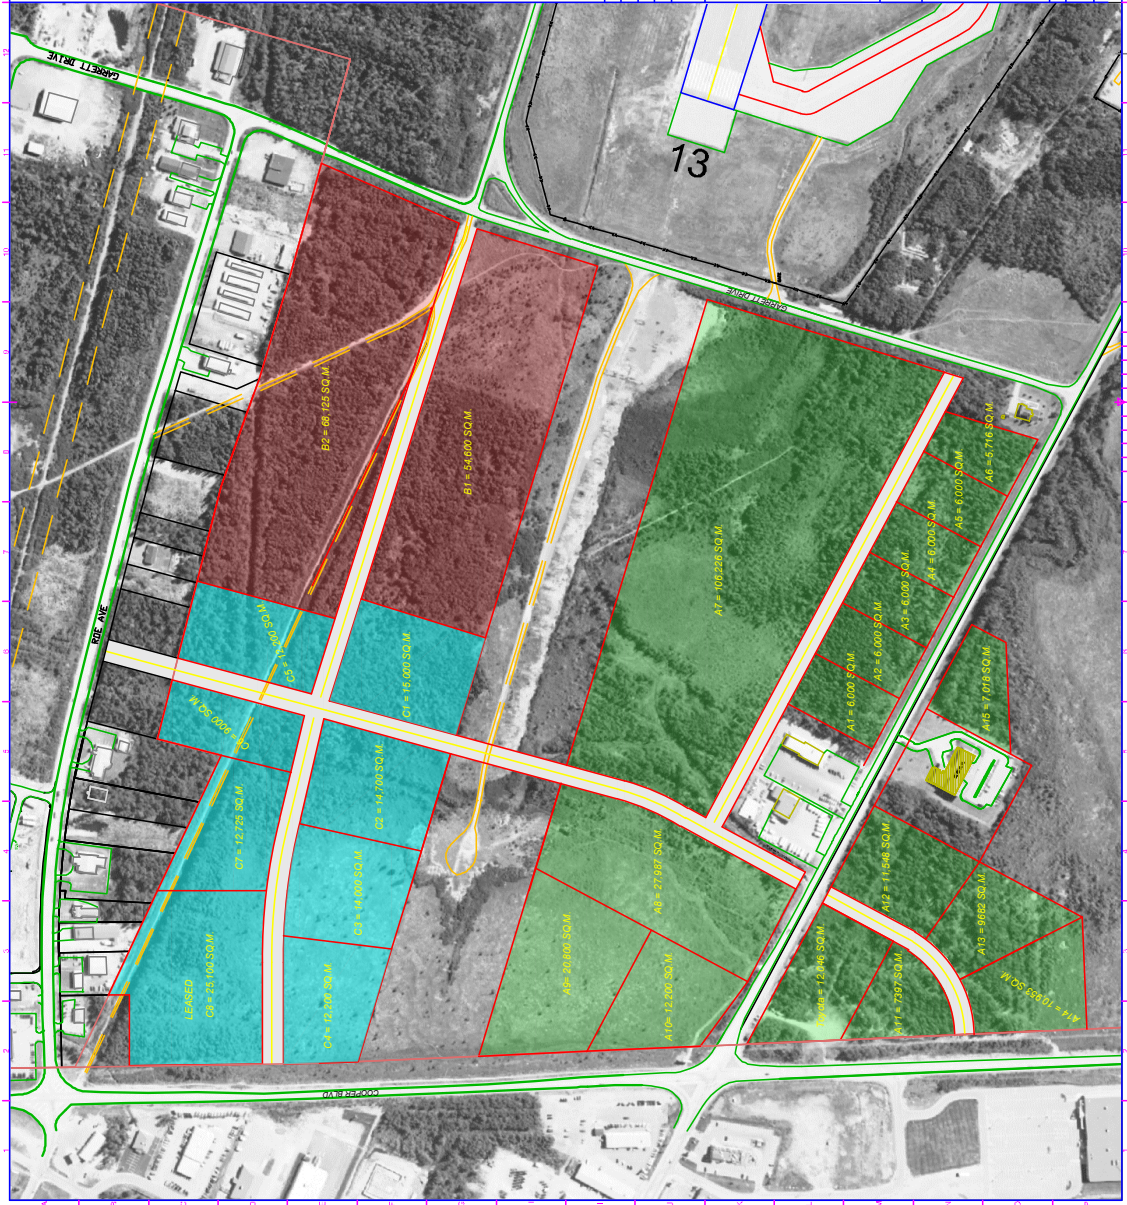 GARRETT DRIVE
13
GARRETT DRIVE
B2 = 68,125 SQ.M.
B1 = 54,600 SQ.M.
A7 = 106,226 SQ.M.
A6 = 5,716 SQ.M.
A5 = 6,000 SQ.M.
A4 = 6,000 SQ.M.
A3 = 6,000 SQ.M.
A2 = 6,000 SQ.M.
A1 = 6,000 SQ.M.
A15 = 7,018 SQ.M.
ROE AVE
C1 = 15,000 SQ.M.
C2 = 14,700 SQ.M.
C7 = 12,725 SQ.M.
C3 = 14,000 SQ.M.
A8 = 27,987 SQ.M.
A12 = 11,548 SQ.M.
A13 = 9682 SQ.M.
LEASED
C8 = 25,100 SQ.M.
C4 = 12,200 SQ.M.
A9= 20,800 SQ.M.
A10= 12,200 SQ.M.
A11 = 7397 SQ.M.
A14 = 10,953 SQ.M
COOPER BLVD